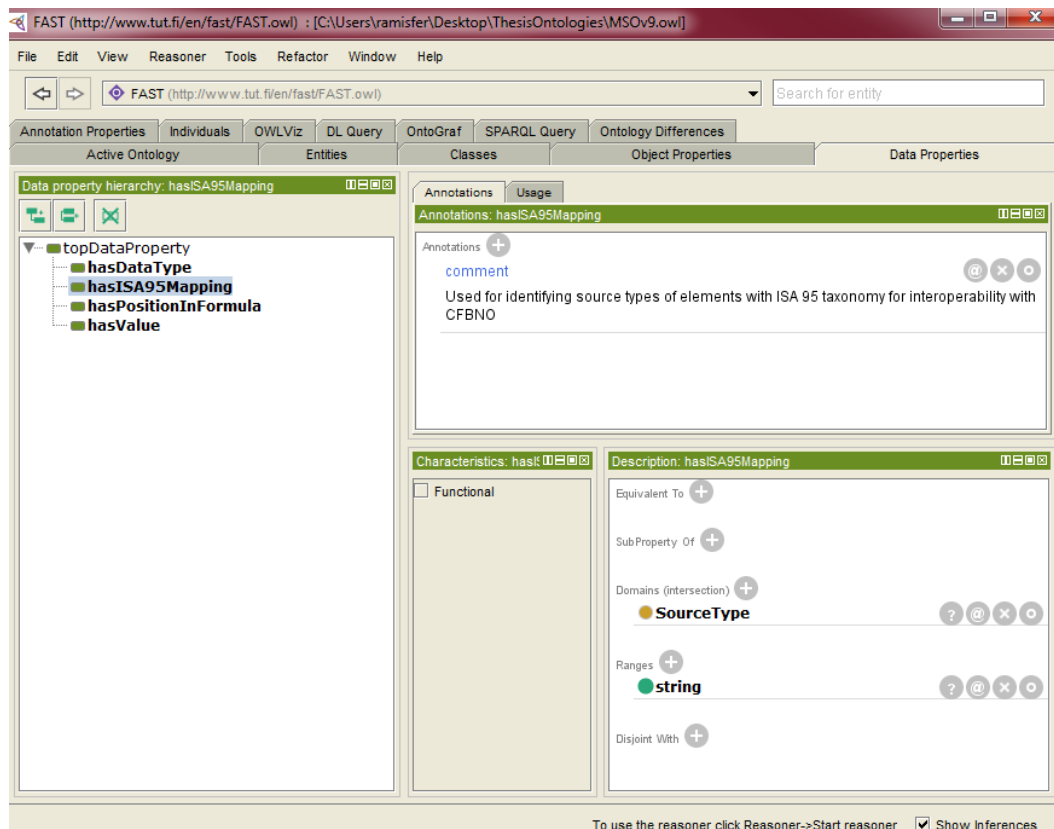 FAST (http://www.tut.fi/en/fast/FAST.owl) : [C:\Users\ramisfer\Desktop\ThesisOntologies\MSOv9.owl]
File Edit View Reasoner Tools Refactor Window Help
FAST (http://www.tut.fi/en/fast/FAST.owl)
Search for entity
Annotation Properties Individuals OWLViz DL Query OntoGraf SPARQL Query Ontology Differences
Active Ontology Entities Classes Object Properties Data Properties
Data property hierarchy: hasISA95Mapping
topDataProperty
hasDataType
hasISA95Mapping
hasPositionInFormula
hasValue
Annotations Usage
Annotations: hasISA95Mapping
Annotations
comment
Used for identifying source types of elements with ISA 95 taxonomy for interoperability with
CFBNO
Characteristics: hasIS
Functional
Description: hasISA95Mapping
Equivalent To
SubProperty Of
Domains (intersection)
SourceType
Ranges
string
Disjoint With
To use the reasoner click Reasoner->Start reasoner Show Inferences